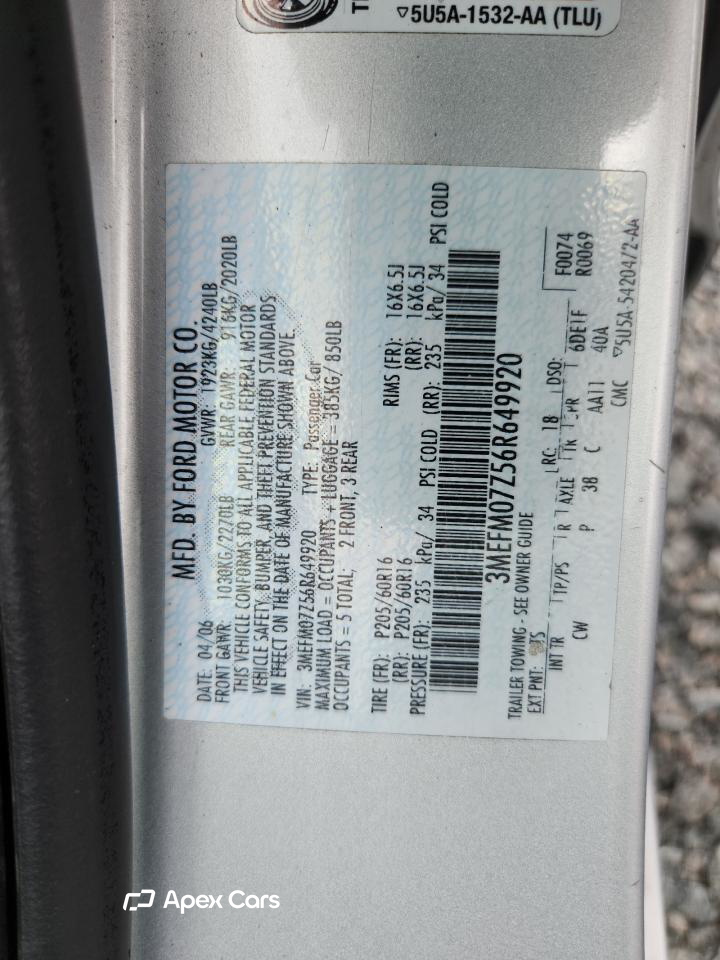 5U5A-1532-AA (TLU)
MFD. BY FORD MOTOR CO.
DATE: 04/06 GVWR: 1923KG/4240LB
FRONT GAWR: 1030KG/2270LB REAR GAWR: 916KG/2020LB
THIS VEHICLE CONFORMS TO ALL APPLICABLE FEDERAL MOTOR
VEHICLE SAFETY, BUMPER, AND THEFT PREVENTION STANDARDS
IN EFFECT ON THE DATE OF MANUFACTURE SHOWN ABOVE.
VIN: 3MEFM07Z56R649920 TYPE: Passenger Car
MAXIMUM LOAD = OCCUPANTS + LUGGAGE = 385KG/ 850LB
OCCUPANTS = 5 TOTAL, 2 FRONT, 3 REAR
TIRE (FR): P205/60R16 RIMS (FR): 16X6.5J
(RR): P205/60R16 (RR): 16X6.5J
PRESSURE (FR): 235 kPa/ 34 PSI COLD (RR): 235 kPa/ 34 PSI COLD
3MEFM07Z56R649920
TRAILER TOWING - SEE OWNER GUIDE F0074
EXT PNT: RC: 18 DSO: R0069
INT TR TP/PS R AXLE TR SPR 6DE1F
CW P 38 C AA11 40A
CMC 5U5A-54204/2-AA
Apex Cars